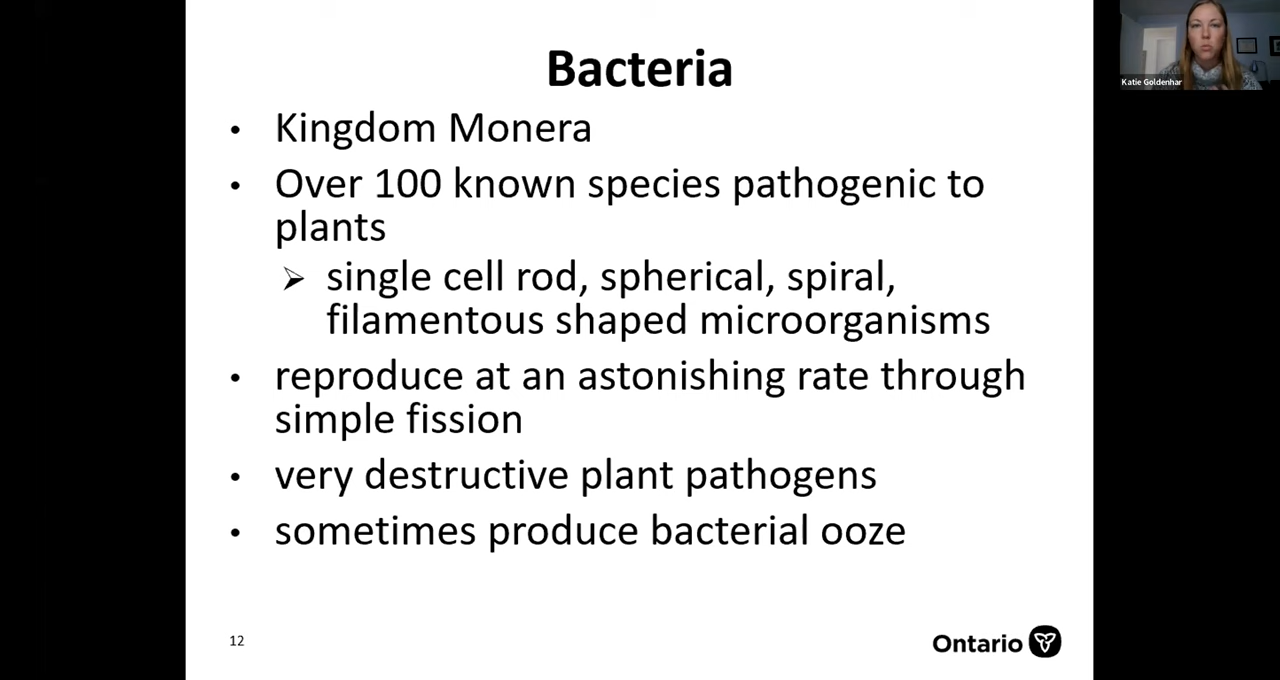 Bacteria
Katie Goldenhar
• Kingdom Monera
• Over 100 known species pathogenic to
plants
➢ single cell rod, spherical, spiral,
filamentous shaped microorganisms
• reproduce at an astonishing rate through
simple fission
• very destructive plant pathogens
• sometimes produce bacterial ooze
12
Ontario